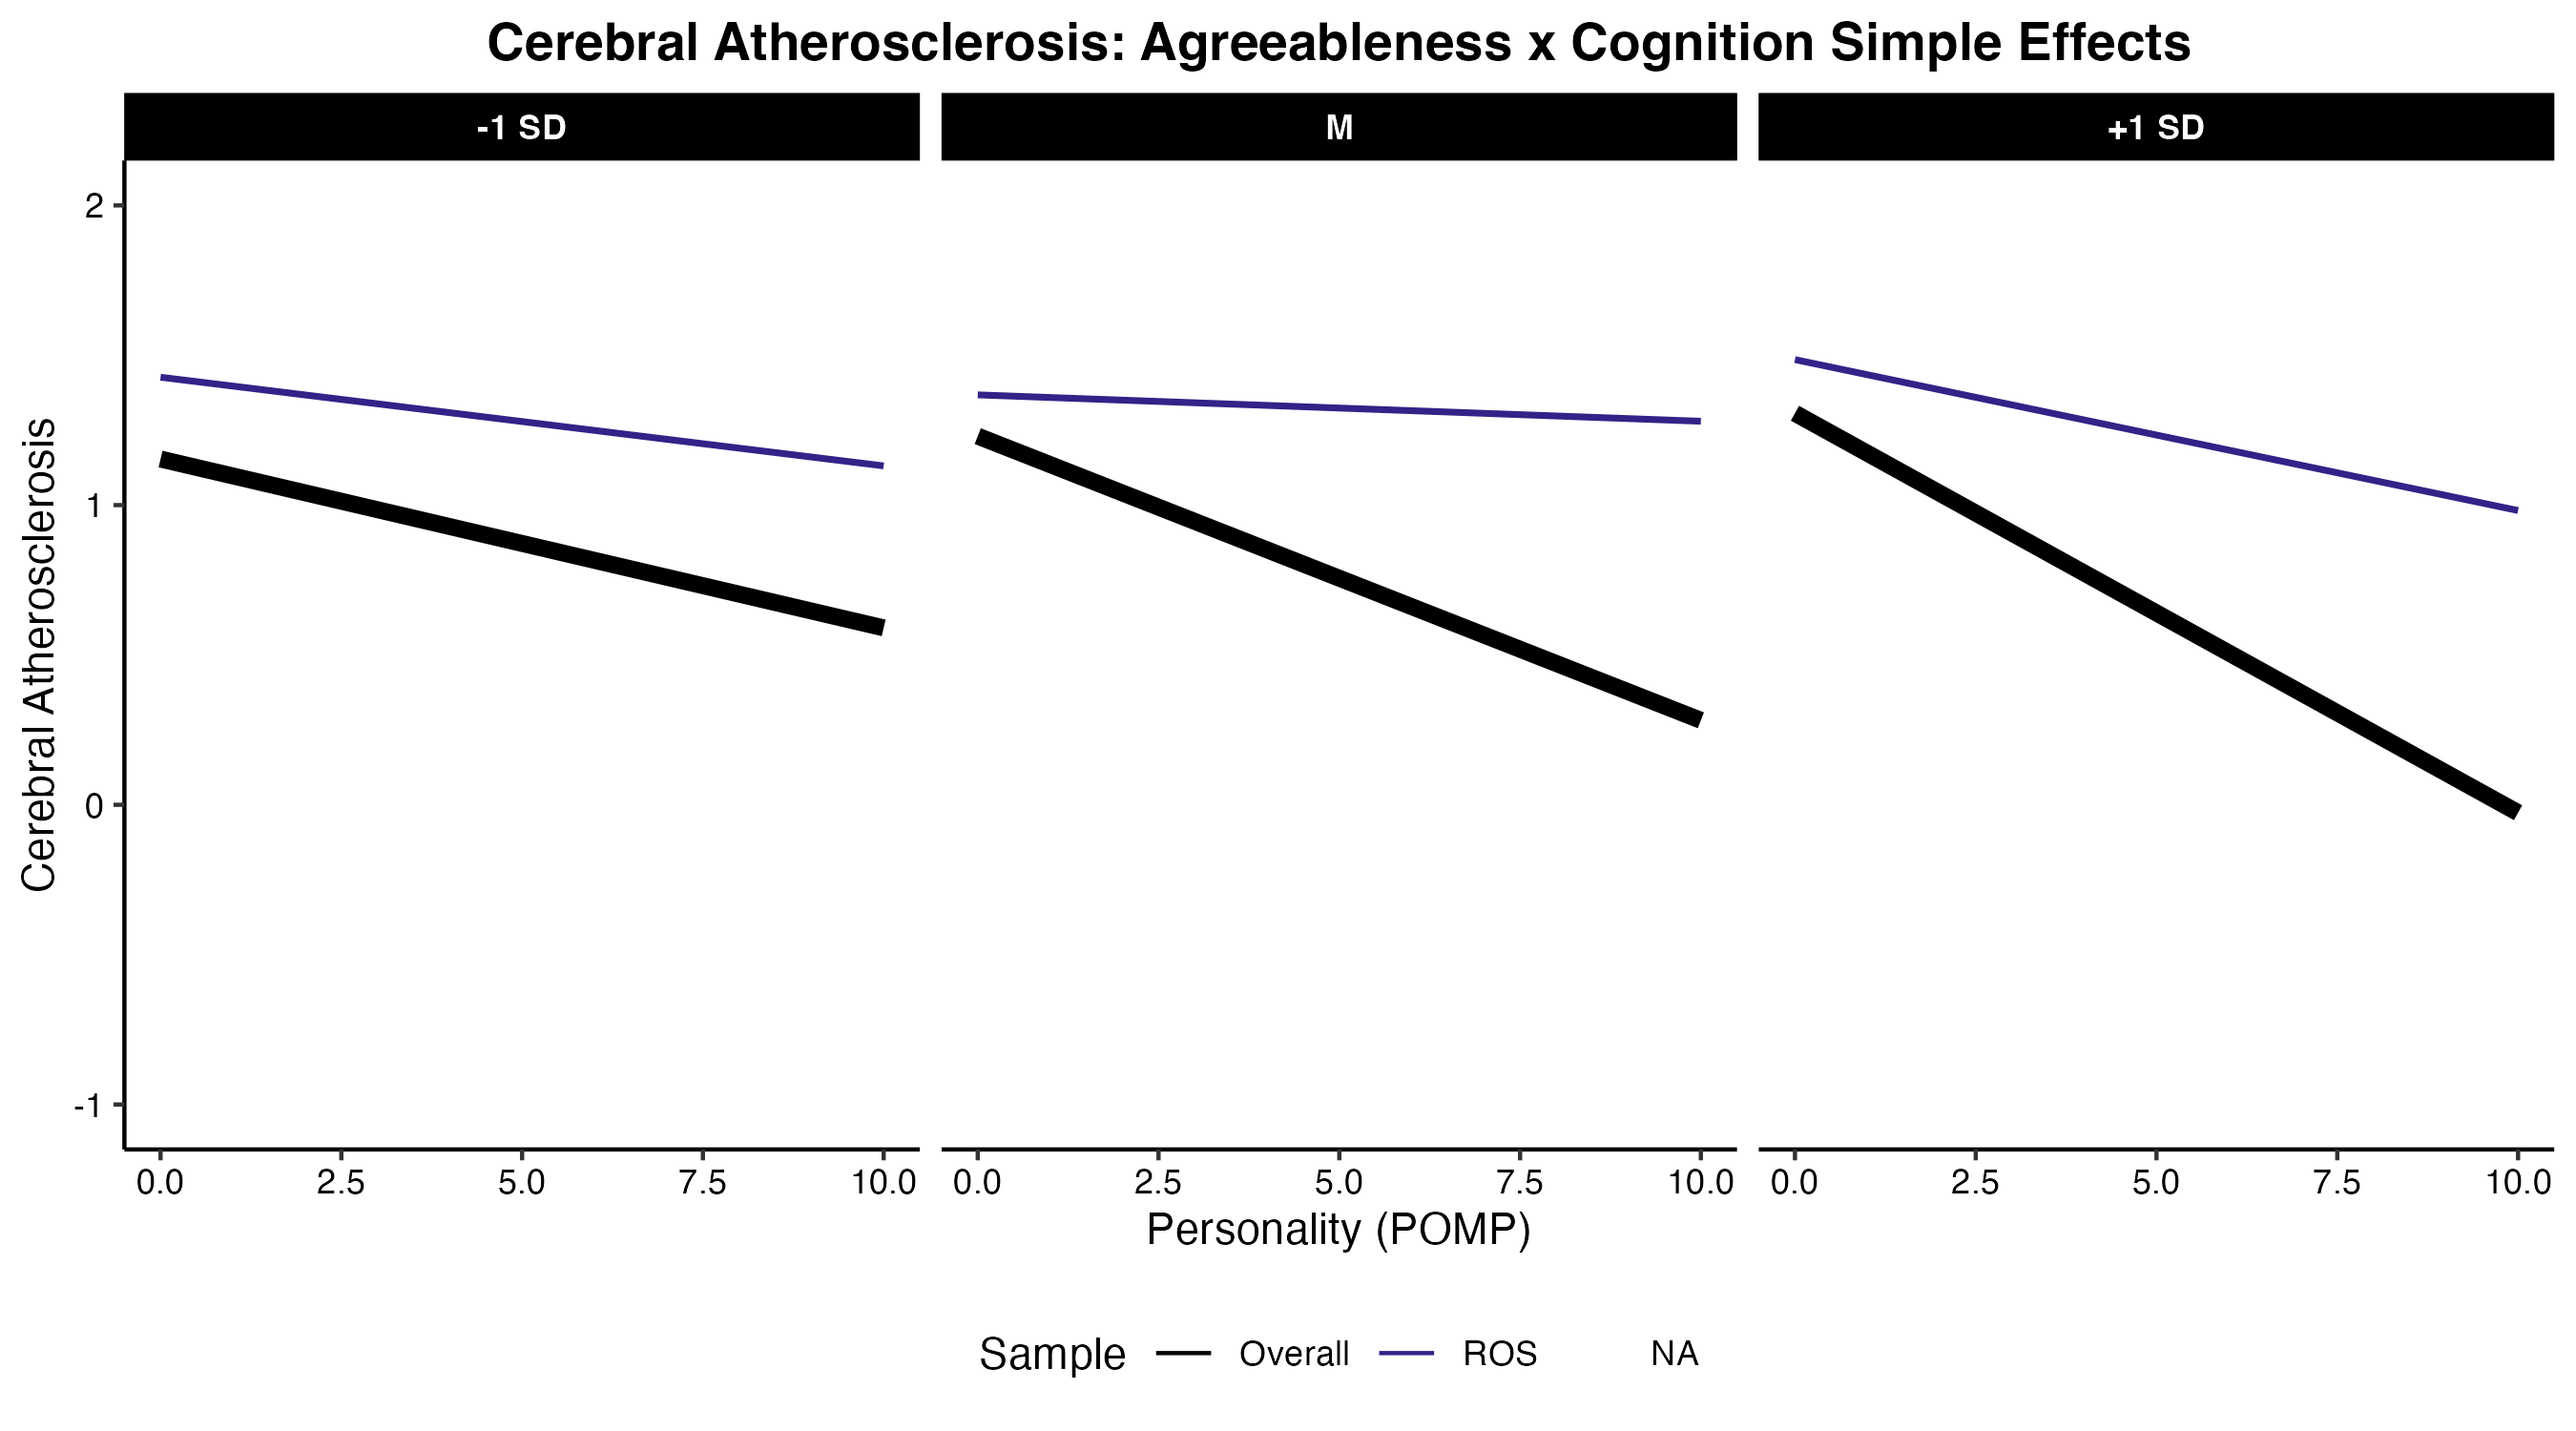 Cerebral Atherosclerosis: Agreeableness x Cognition Simple Effects
-1 SD
M
+1 SD
Cerebral Atherosclerosis
2
1
0
-1
0.0 2.5 5.0 7.5 10.0
0.0 2.5 5.0 7.5 10.0
0.0 2.5 5.0 7.5 10.0
Personality (POMP)
Sample Overall ROS NA